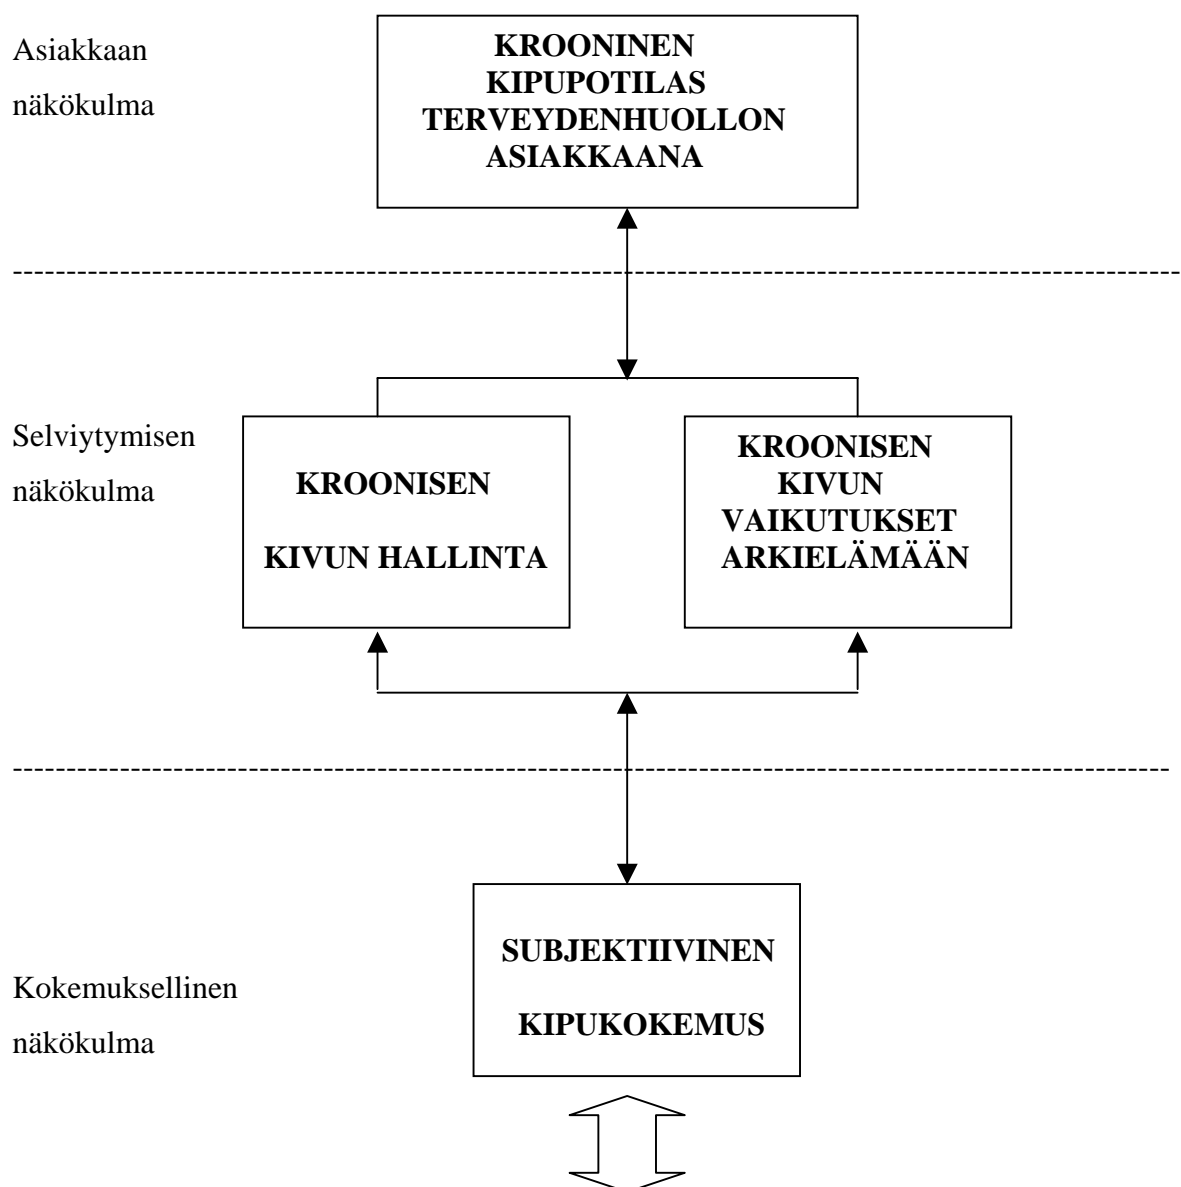 Asiakkaan
näkökulma
KROONINEN
KIPUPOTILAS
TERVEYDENHUOLLON
ASIAKKAANA
Selviytymisen
näkökulma
KROONISEN
KIVUN HALLINTA
KROONISEN
KIVUN
VAIKUTUKSET
ARKIELÄMÄÄN
Kokemuksellinen
näkökulma
SUBJEKTIIVINEN
KIPUKOKEMUS